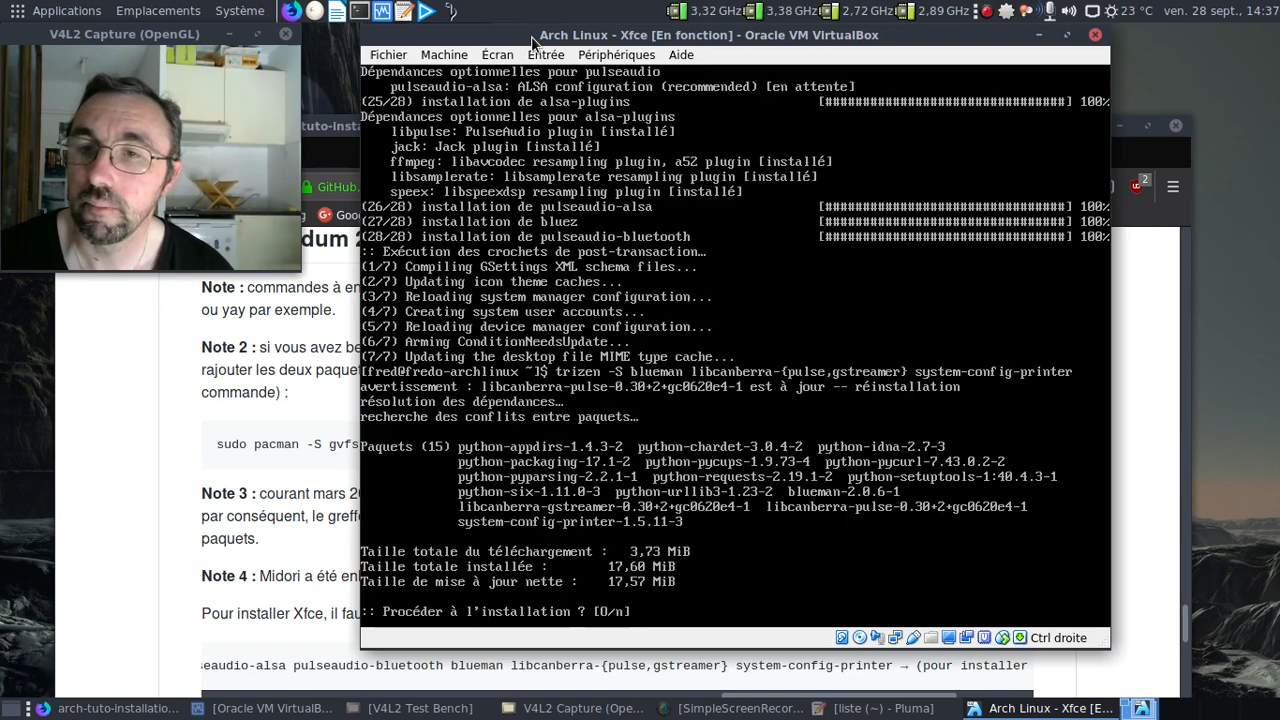 Applications Emplacements Système
3,32 GHz 3,38 GHz 2,72 GHz 2,89 GHz 23 °C ven. 28 sept., 14:37
V4L2 Capture (OpenGL)
Arch Linux - Xfce [En fonction] - Oracle VM VirtualBox
Fichier Machine Écran Entrée Périphériques Aide
Dépendances optionnelles pour pulseaudio
pulseaudio-alsa: ALSA configuration (recommended) [en attente]
(25/28) installation de alsa-plugins [################################] 100%
Dépendances optionnelles pour alsa-plugins
libpulse: PulseAudio plugin [installé]
jack: Jack plugin [installé]
ffmpeg: libavcodec resampling plugin, a52 plugin [installé]
libsamplerate: libsamplerate resampling plugin [installé]
speex: libspeexdsp resampling plugin [installé]
(26/28) installation de pulseaudio-alsa [################################] 100%
(27/28) installation de bluez [################################] 100%
(28/28) installation de pulseaudio-bluetooth [################################] 100%
:: Exécution des crochets de post-transaction…
(1/7) Compiling GSettings XML schema files...
(2/7) Updating icon theme caches...
(3/7) Reloading system manager configuration...
(4/7) Creating system user accounts...
(5/7) Reloading device manager configuration...
(6/7) Arming ConditionNeedsUpdate...
(7/7) Updating the desktop file MIME type cache...
[fred@fredo-archlinux ~]$ trizen -S blueman libcanberra-{pulse,gstreamer} system-config-printer
avertissement : libcanberra-pulse-0.30+2+gc0620e4-1 est à jour -- réinstallation
résolution des dépendances…
recherche des conflits entre paquets…
Paquets (15) python-appdirs-1.4.3-2 python-chardet-3.0.4-2 python-idna-2.7-3
python-packaging-17.1-2 python-pycups-1.9.73-4 python-pycurl-7.43.0.2-2
python-pyparsing-2.2.1-1 python-requests-2.19.1-2 python-setuptools-1:40.4.3-1
python-six-1.11.0-3 python-urllib3-1.23-2 blueman-2.0.6-1
libcanberra-gstreamer-0.30+2+gc0620e4-1 libcanberra-pulse-0.30+2+gc0620e4-1
system-config-printer-1.5.11-3
Taille totale du téléchargement : 3,73 MiB
Taille totale installée : 17,60 MiB
Taille de mise à jour nette : 17,57 MiB
:: Procéder à l'installation ? [O/n]
Ctrl droite
-tuto-insta
GitHub,
2
Goo
dum 2
Note : commandes à en
ou yay par exemple.
Note 2 : si vous avez be
rajouter les deux paque
commande) :
sudo pacman -S gvfs
Note 3 : courant mars 20
par conséquent, le greffe
paquets.
Note 4 : Midori a été en
Pour installer Xfce, il fau
seaudio-alsa pulseaudio-bluetooth blueman libcanberra-{pulse,gstreamer} system-config-printer → (pour installer
arch-tuto-installatio... [Oracle VM VirtualBo... [V4L2 Test Bench] V4L2 Capture (Ope... [SimpleScreenRecor... [liste (~) - Pluma] Arch Linux - Xfce [E...